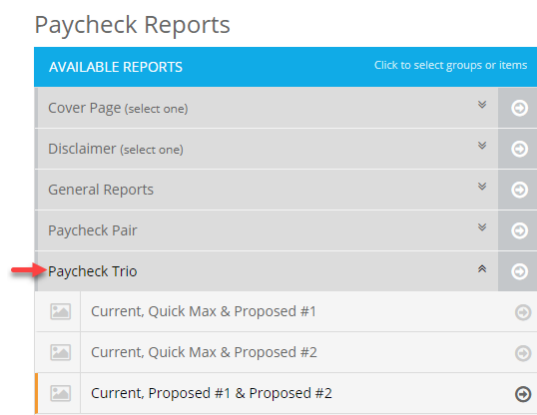 Paycheck Reports
AVAILABLE REPORTS Click to select groups or items
Cover Page (select one)
Disclaimer (select one)
General Reports
Paycheck Pair
Paycheck Trio
Current, Quick Max & Proposed #1
Current, Quick Max & Proposed #2
Current, Proposed #1 & Proposed #2